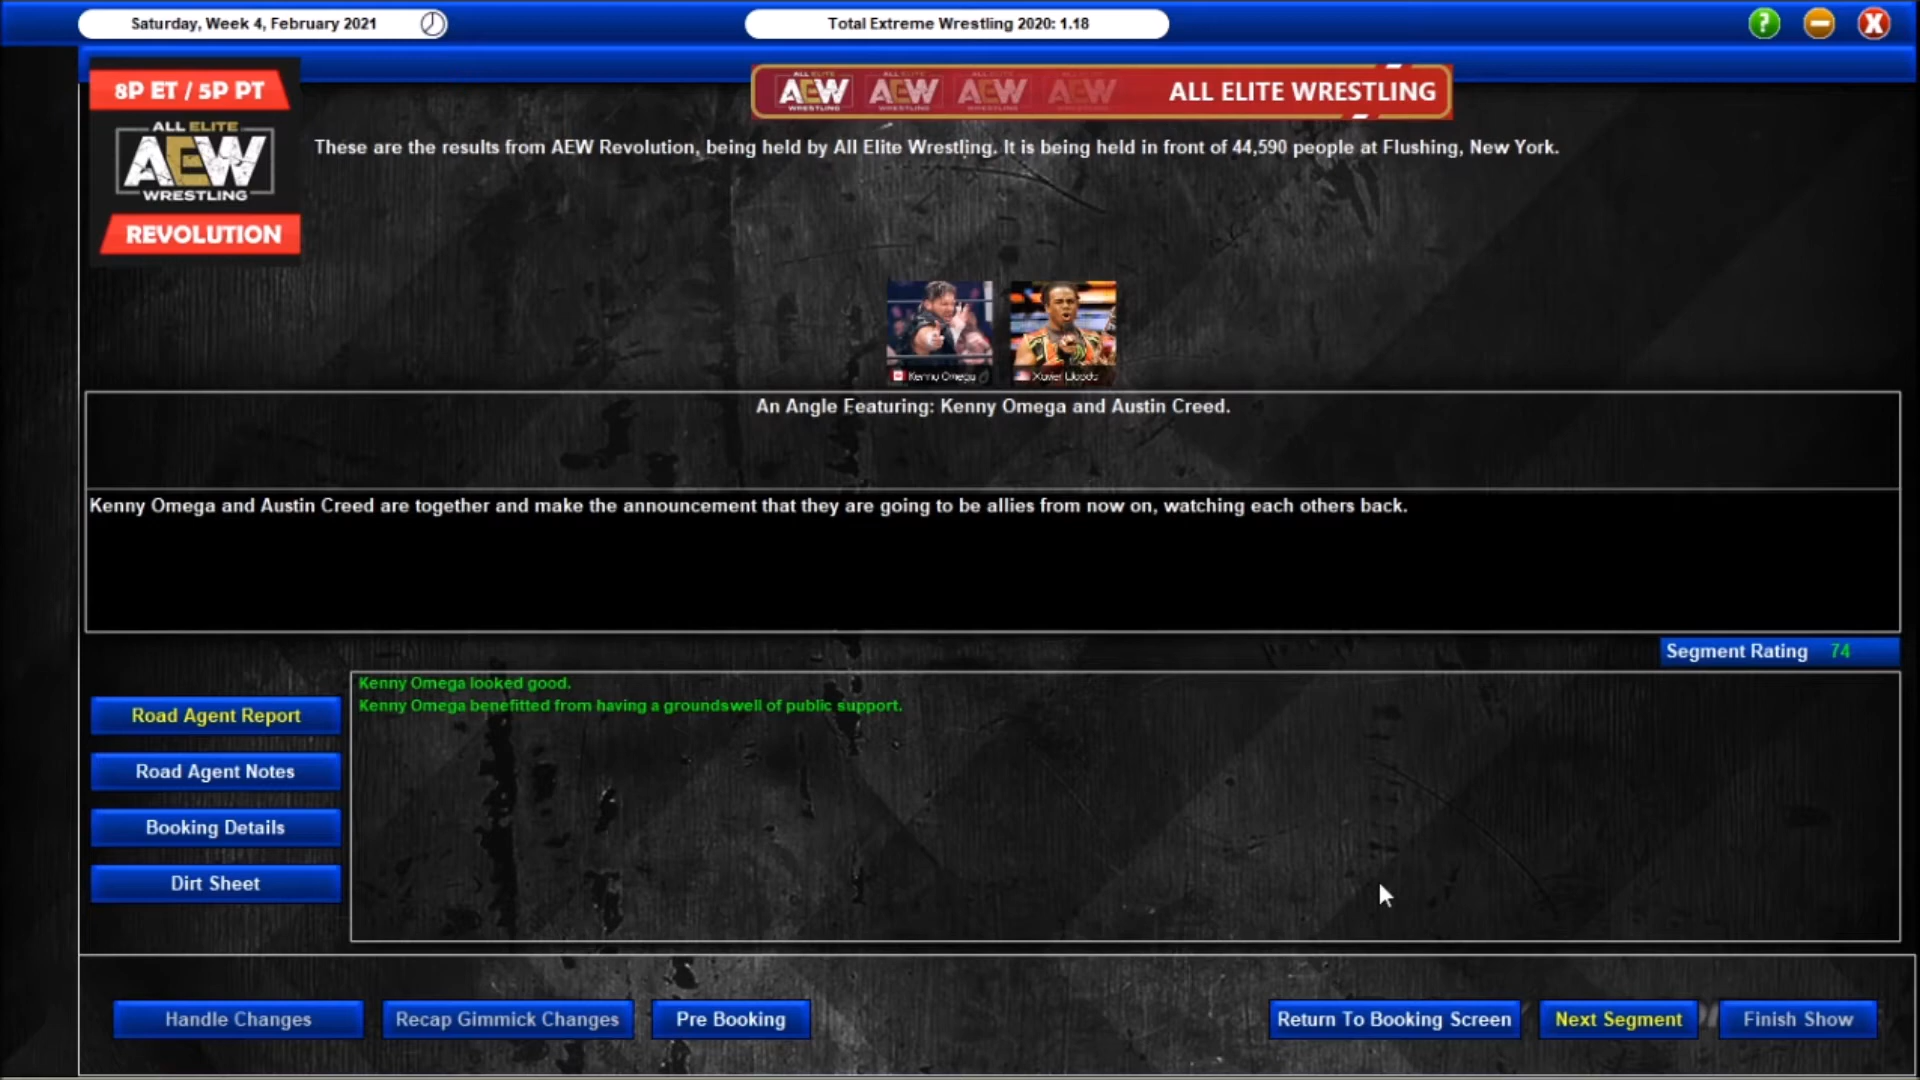 Saturday, Week 4, February 2021
Total Extreme Wrestling 2020: 1.18
?
8P ET / 5P PT
ALL ELITE
AEW
WRESTLING
REVOLUTION
ALL ELITE WRESTLING
These are the results from AEW Revolution, being held by All Elite Wrestling. It is being held in front of 44,590 people at Flushing, New York.
Kenny Omega
Xavier Woods
An Angle Featuring: Kenny Omega and Austin Creed.
Kenny Omega and Austin Creed are together and make the announcement that they are going to be allies from now on, watching each others back.
Segment Rating 74
Road Agent Report
Road Agent Notes
Booking Details
Dirt Sheet
Kenny Omega looked good.
Kenny Omega benefitted from having a groundswell of public support.
Handle Changes
Recap Gimmick Changes
Pre Booking
Return To Booking Screen
Next Segment
Finish Show